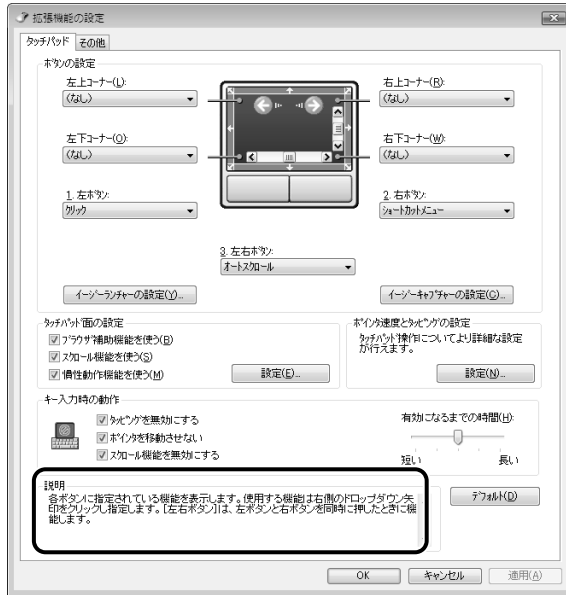 拡張機能の設定
タッチパッド その他
ボタンの設定
左上コーナー(L):
(なし)
右上コーナー(R):
(なし)
左下コーナー(O):
(なし)
右下コーナー(W):
(なし)
1. 左ボタン:
クリック
2. 右ボタン:
ショートカットメニュー
3. 左右ボタン:
オートスクロール
イージーランチャーの設定(Y)...
イージーキャプチャーの設定(C)...
タッチパッド面の設定
ブラウザ補助機能を使う(B)
スクロール機能を使う(S)
慣性動作機能を使う(M)
設定(E)...
ポインタ速度とタッピングの設定
タッチパッド操作についてより詳細な設定
が行えます。
設定(N)...
キー入力時の動作
タッピングを無効にする
ポインタを移動させない
スクロール機能を無効にする
有効になるまでの時間(H):
短い 長い
説明
各ボタンに指定されている機能を表示します。使用する機能は右側のドロップダウン矢
印をクリックし指定します。[左右ボタン]は、左ボタンと右ボタンを同時に押したときに機
能します。
デフォルト(D)
OK キャンセル 適用(A)